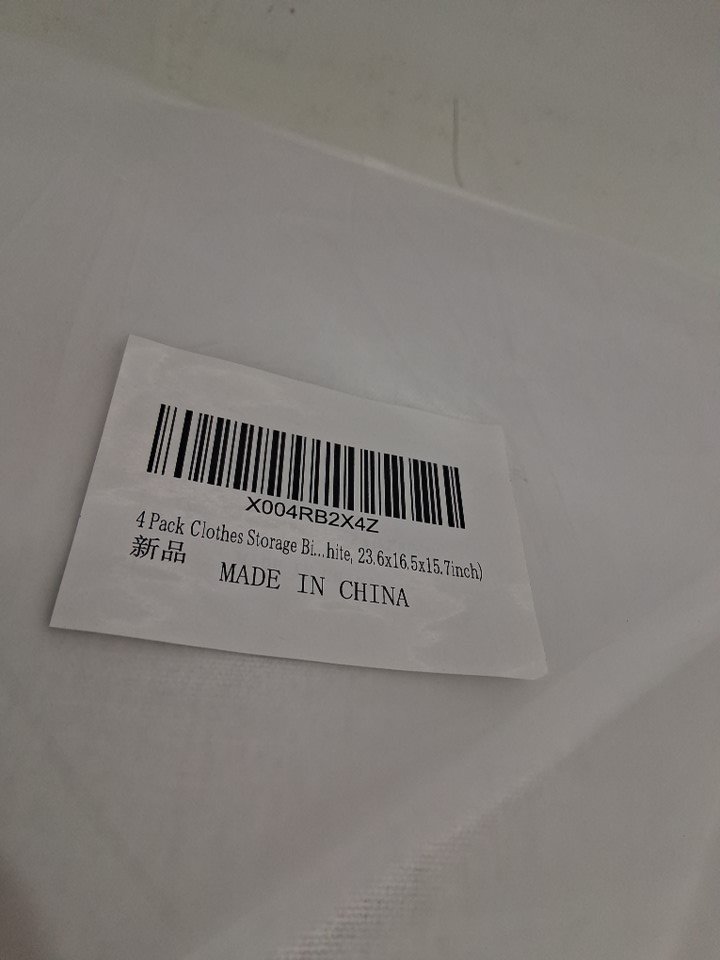 X004RB2X4Z
4 Pack Clothes Storage Bi...hite, 23.6x16.5x15.7inch)
新品
MADE IN CHINA